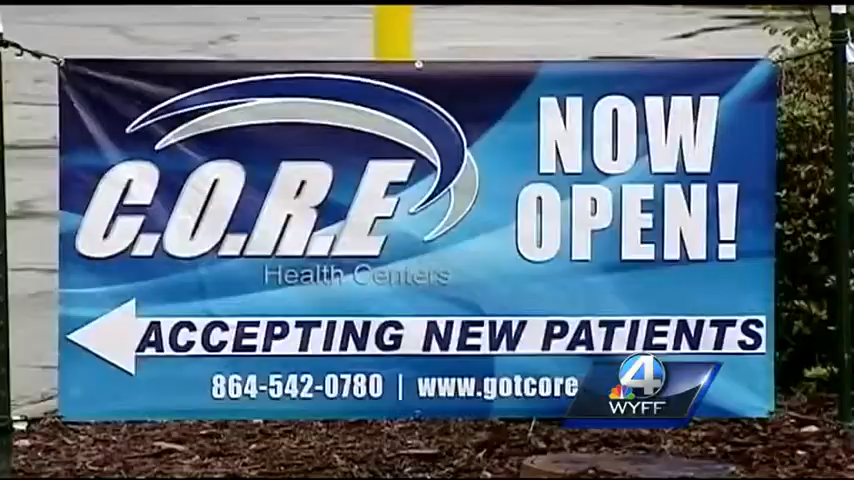 C.O.R.E
Health Centers
NOW
OPEN!
ACCEPTING NEW PATIENTS
864-542-0780 | www.gotcore
4
WYFF